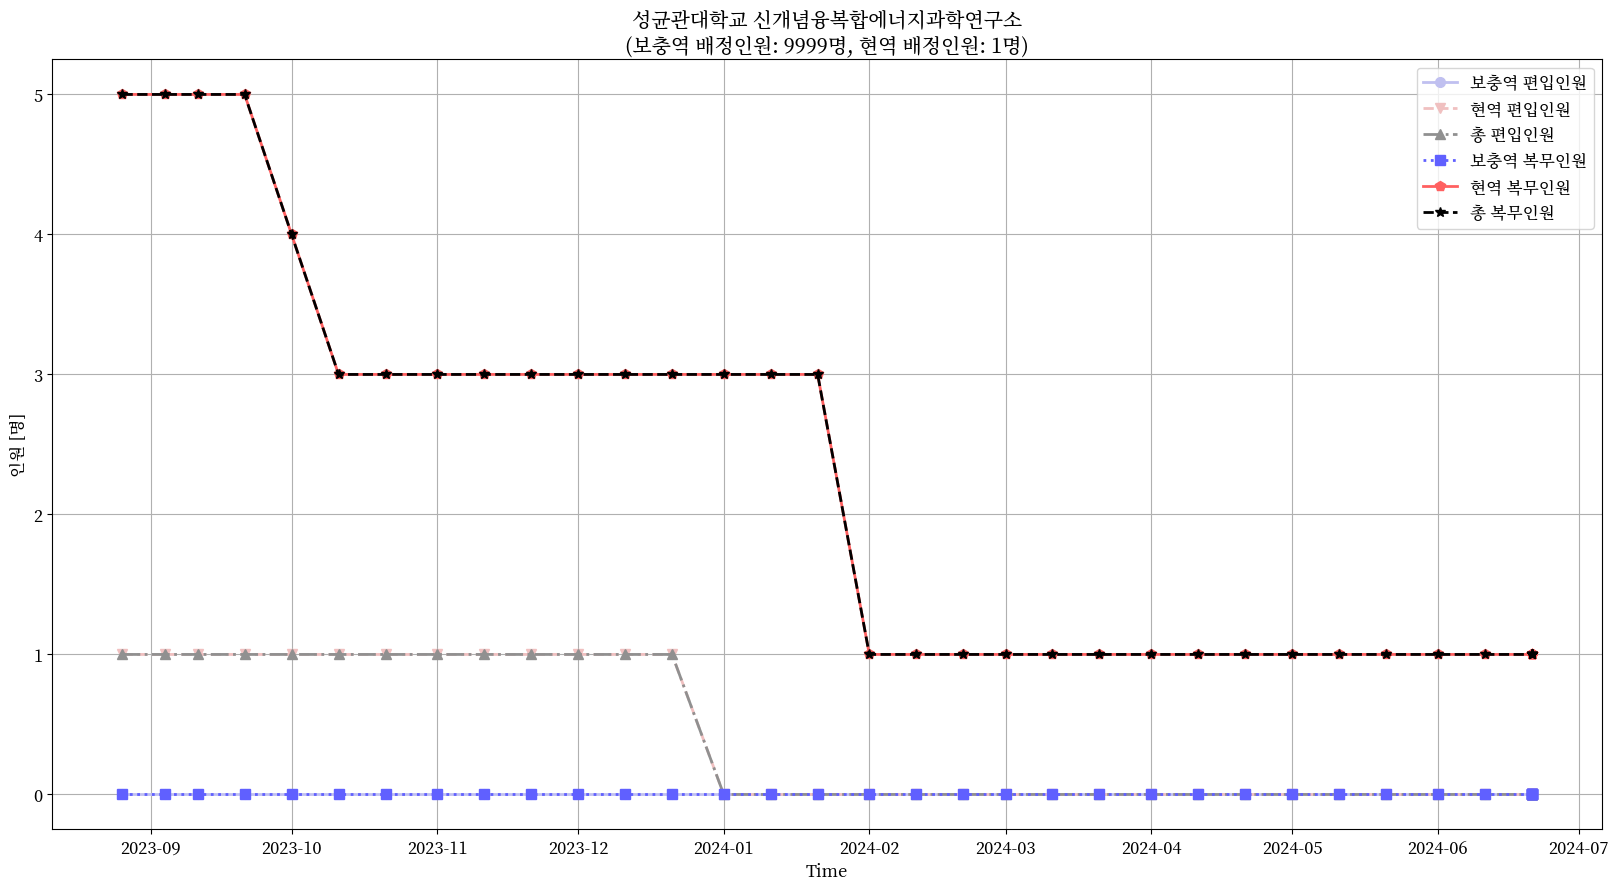 성균관대학교 신개념융복합에너지과학연구소
(보충역 배정인원: 9999명, 현역 배정인원: 1명)
보충역 편입인원
현역 편입인원
총 편입인원
보충역 복무인원
현역 복무인원
총 복무인원
인원 [명]
5
4
3
2
1
0
2023-09
2023-10
2023-11
2023-12
2024-01
2024-02
2024-03
2024-04
2024-05
2024-06
2024-07
Time